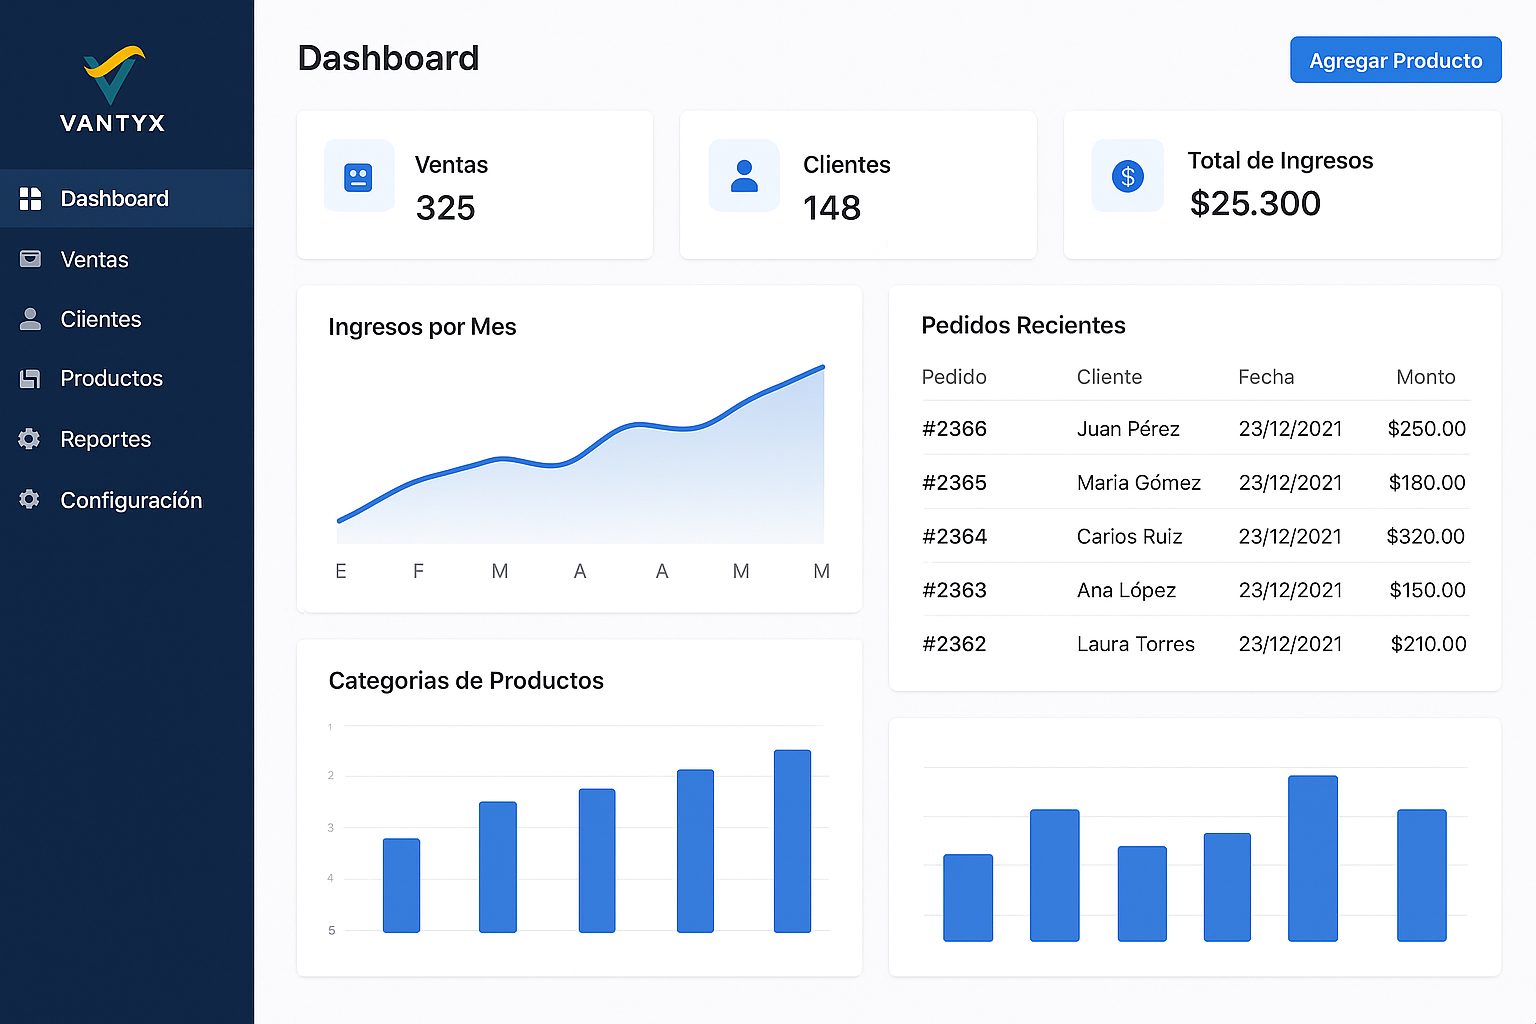 VANTYX
Dashboard
Ventas
Ciientes
Productos
Reportes
Configuracíón
Dashboard
Agregar Producto
Ventas
325
Clientes
148
Total de Ingresos
$25.300
Ingresos por Mes
E F M A A M M
Pedidos Recientes
Pedido Cliente Fecha Monto
#2366 Juan Pérez 23/12/2021 $250.00
#2365 Maria Gómez 23/12/2021 $180.00
#2364 Carios Ruiz 23/12/2021 $320.00
#2363 Ana López 23/12/2021 $150.00
#2362 Laura Torres 23/12/2021 $210.00
Categorias de Productos
1
2
3
4
5